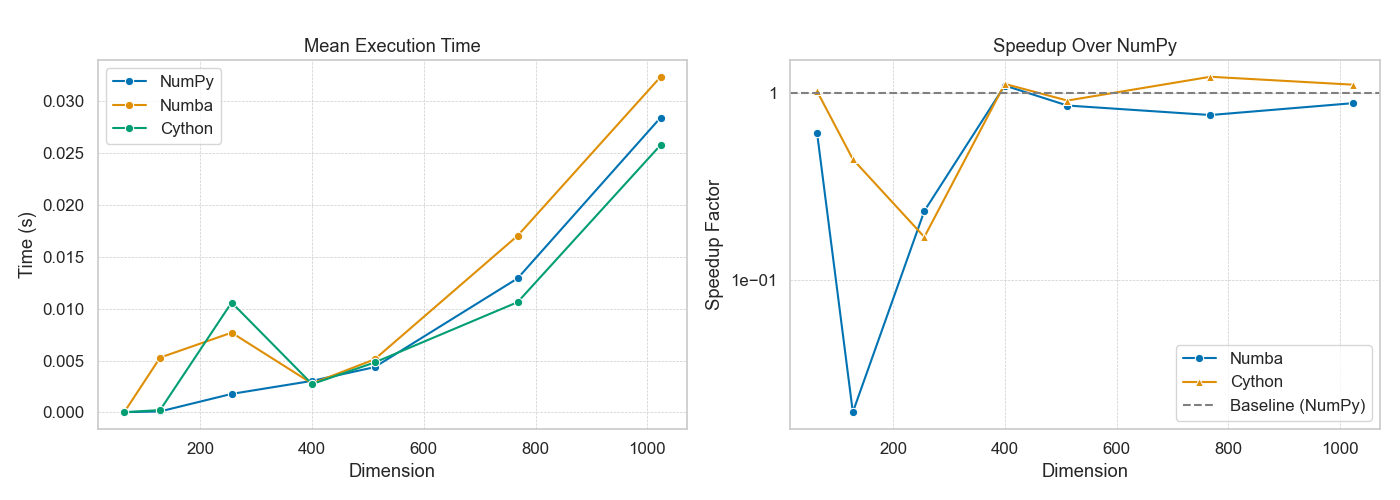 Mean Execution Time
NumPy
Numba
Cython
0.030
0.025
0.020
0.015
0.010
0.005
0.000
Time (s)
200 400 600 800 1000
Dimension
Speedup Over NumPy
1
1e−01
Speedup Factor
Numba
Cython
Baseline (NumPy)
200 400 600 800 1000
Dimension